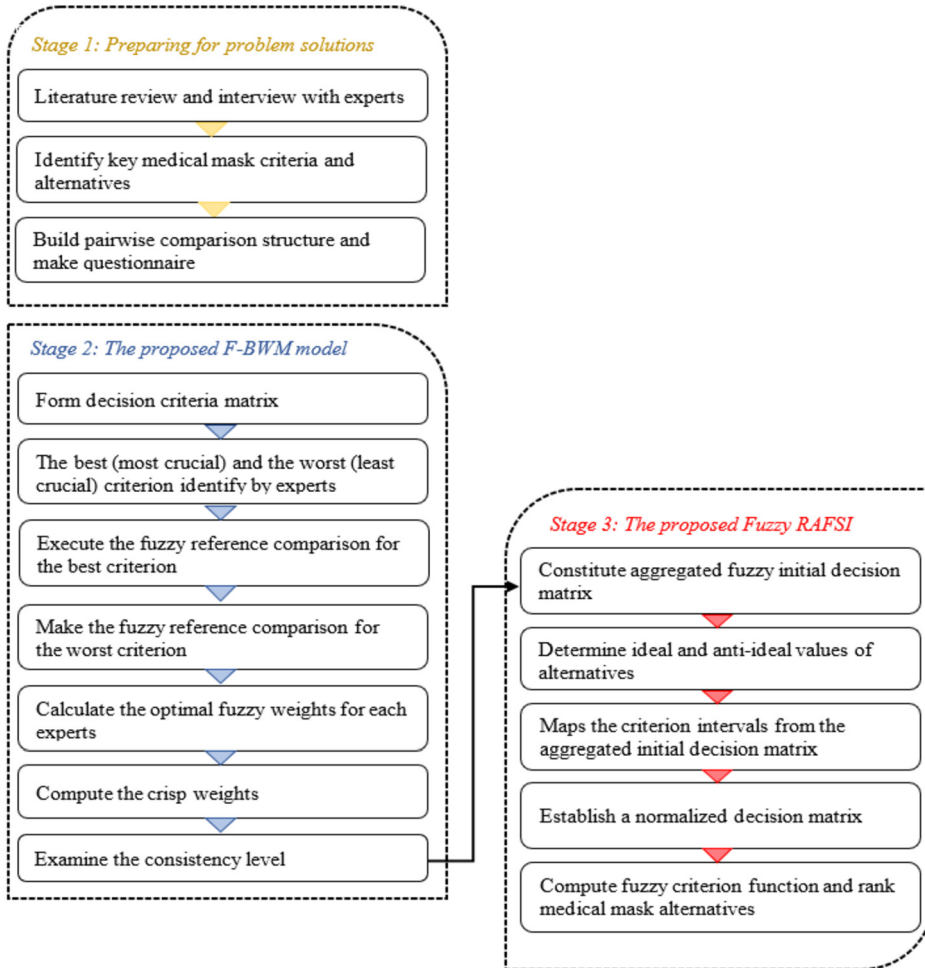 Stage 1: Preparing for problem solutions
Literature review and interview with experts
Identify key medical mask criteria and
alternatives
Build pairwise comparison structure and
make questionnaire
Stage 2: The proposed F-BWM model
Form decision criteria matrix
The best (most crucial) and the worst (least
crucial) criterion identify by experts
Execute the fuzzy reference comparison for
the best criterion
Make the fuzzy reference comparison for
the worst criterion
Calculate the optimal fuzzy weights for each
experts
Compute the crisp weights
Examine the consistency level
Stage 3: The proposed Fuzzy RAFSI
Constitute aggregated fuzzy initial decision
matrix
Determine ideal and anti-ideal values of
alternatives
Maps the criterion intervals from the
aggregated initial decision matrix
Establish a normalized decision matrix
Compute fuzzy criterion function and rank
medical mask alternatives